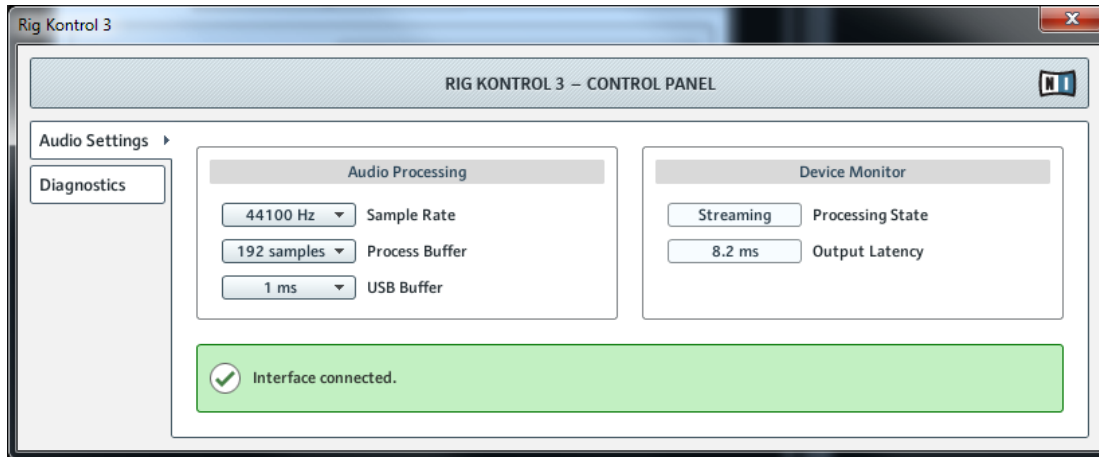 Rig Kontrol 3
RIG KONTROL 3 – CONTROL PANEL
NI
Audio Settings
Diagnostics
Audio Processing
44100 Hz Sample Rate
192 samples Process Buffer
1 ms USB Buffer
Device Monitor
Streaming Processing State
8.2 ms Output Latency
Interface connected.